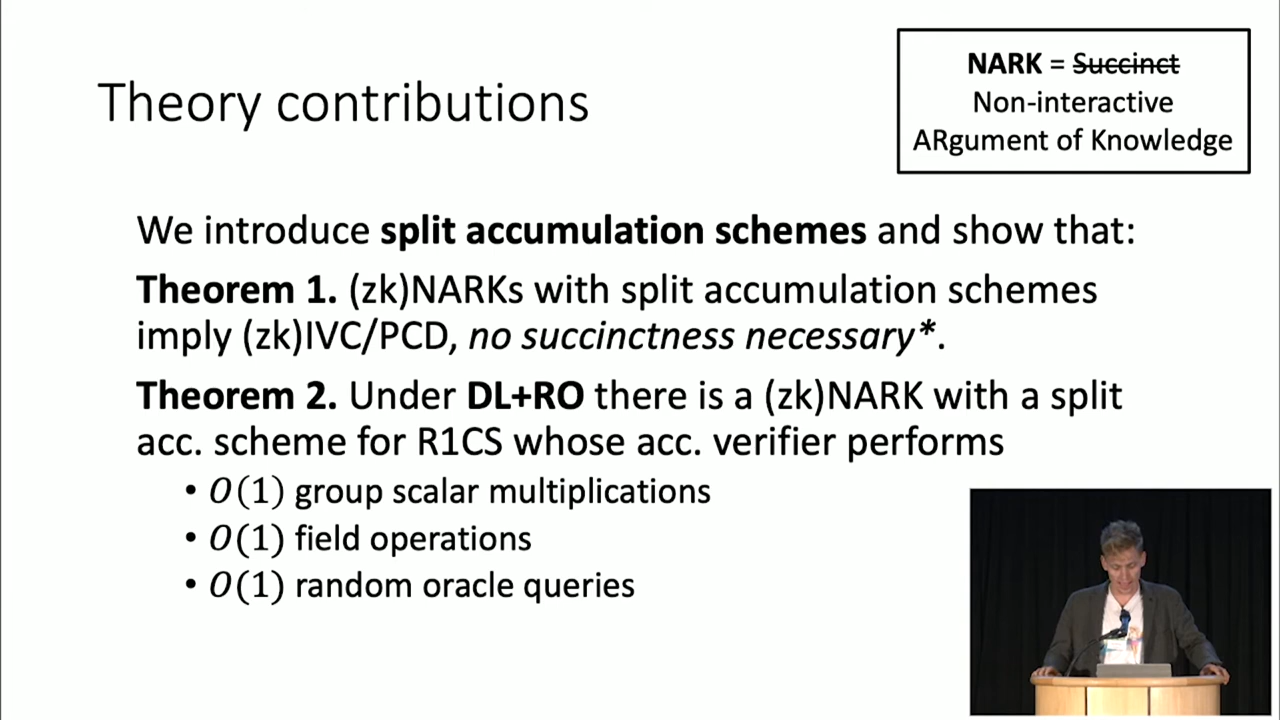 Theory contributions
NARK = Succinct
Non-interactive
ARgument of Knowledge
We introduce split accumulation schemes and show that:
Theorem 1. (zk)NARKs with split accumulation schemes
imply (zk)IVC/PCD, no succinctness necessary*.
Theorem 2. Under DL+RO there is a (zk)NARK with a split
acc. scheme for R1CS whose acc. verifier performs
• O(1) group scalar multiplications
• O(1) field operations
• O(1) random oracle queries